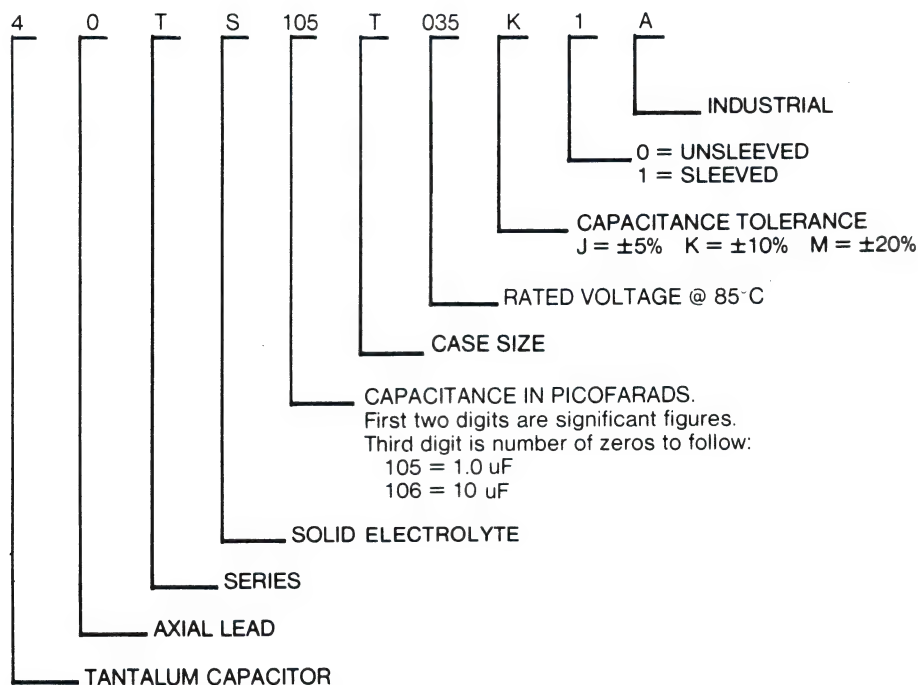 4 0 T S 105 T 035 K 1 A
INDUSTRIAL
0 = UNSLEEVED
1 = SLEEVED
CAPACITANCE TOLERANCE
J = ±5% K = ±10% M = ±20%
RATED VOLTAGE @ 85°C
CASE SIZE
CAPACITANCE IN PICOFARADS.
First two digits are significant figures.
Third digit is number of zeros to follow:
105 = 1.0 uF
106 = 10 uF
SOLID ELECTROLYTE
SERIES
AXIAL LEAD
TANTALUM CAPACITOR